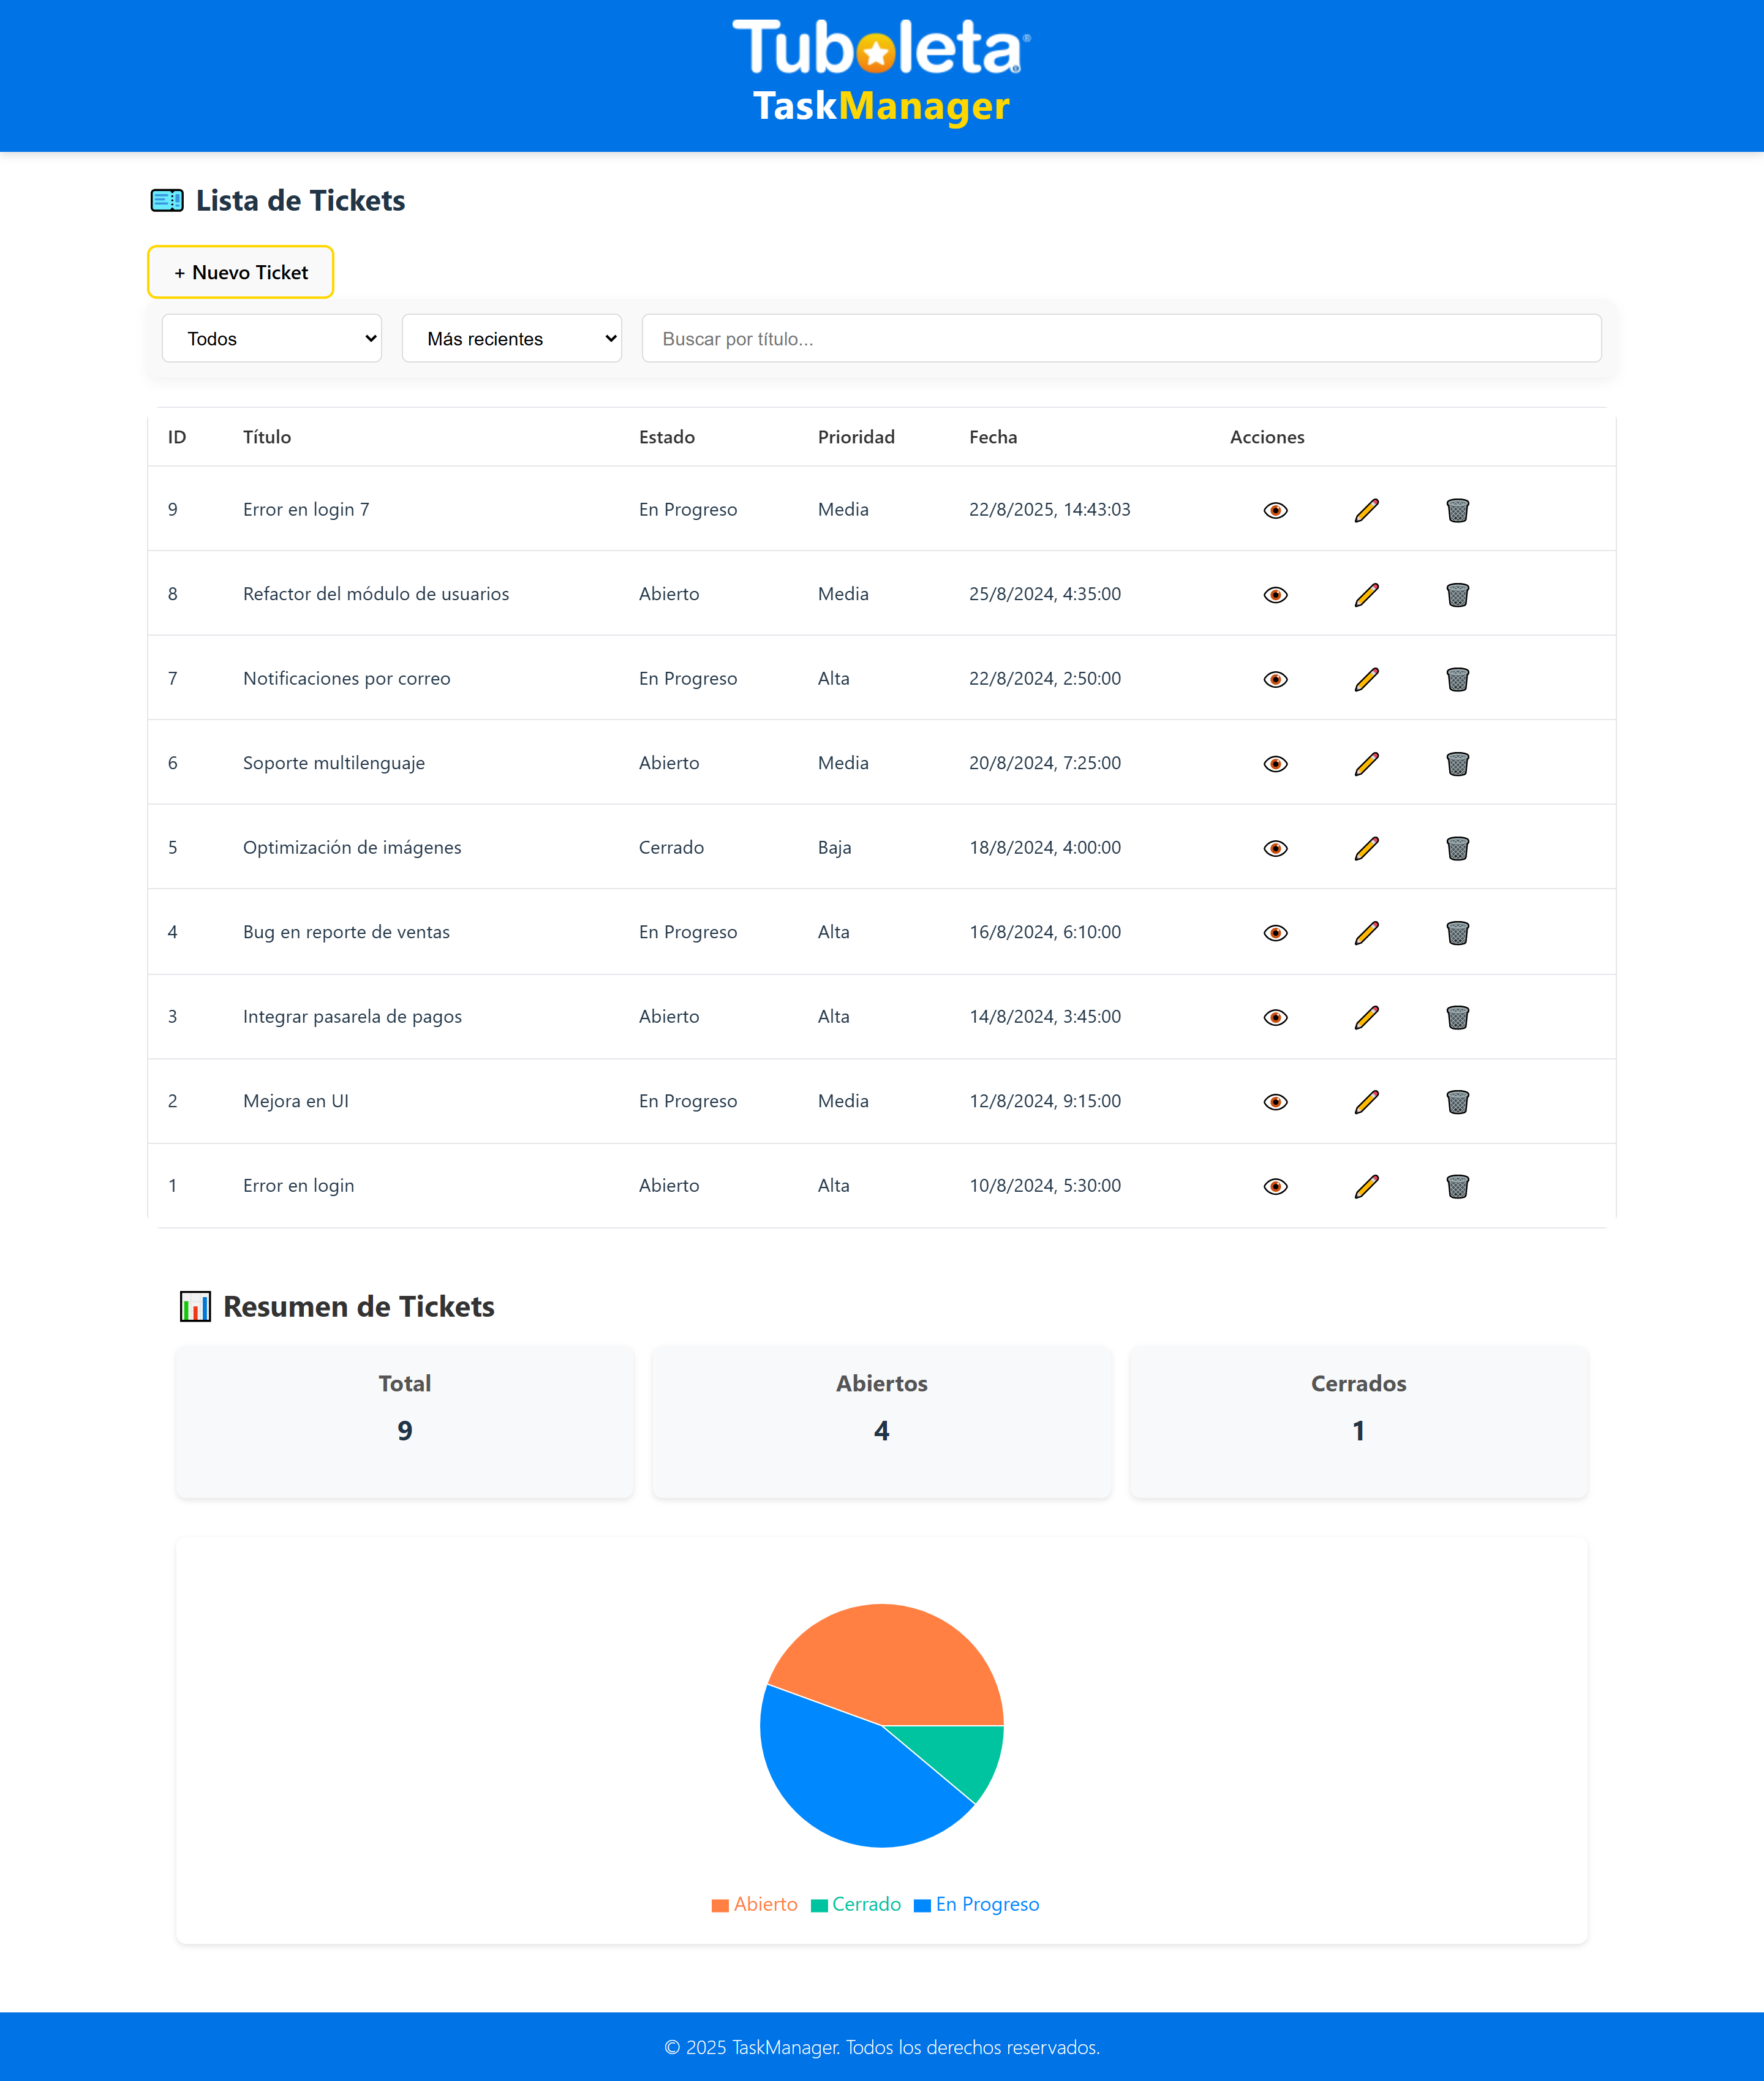 Tuboleta®
TaskManager
Lista de Tickets
+ Nuevo Ticket
Todos Más recientes Buscar por título...
ID Título Estado Prioridad Fecha Acciones
9 Error en login 7 En Progreso Media 22/8/2025, 14:43:03
8 Refactor del módulo de usuarios Abierto Media 25/8/2024, 4:35:00
7 Notificaciones por correo En Progreso Alta 22/8/2024, 2:50:00
6 Soporte multilenguaje Abierto Media 20/8/2024, 7:25:00
5 Optimización de imágenes Cerrado Baja 18/8/2024, 4:00:00
4 Bug en reporte de ventas En Progreso Alta 16/8/2024, 6:10:00
3 Integrar pasarela de pagos Abierto Alta 14/8/2024, 3:45:00
2 Mejora en UI En Progreso Media 12/8/2024, 9:15:00
1 Error en login Abierto Alta 10/8/2024, 5:30:00
Resumen de Tickets
Total Abiertos Cerrados
9 4 1
Abierto Cerrado En Progreso
© 2025 TaskManager. Todos los derechos reservados.